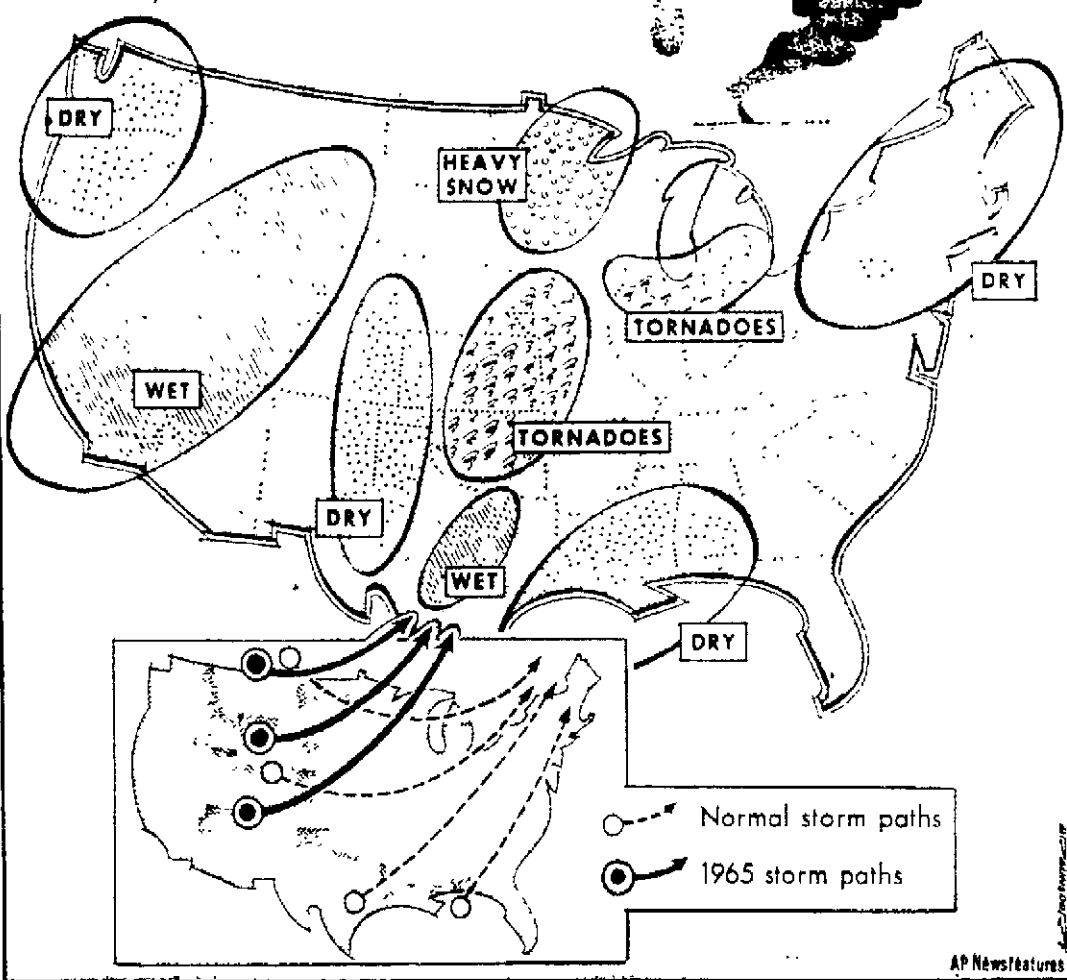 DRY
HEAVY
SNOW
DRY
TORNADOES
WET
TORNADOES
DRY
WET
DRY
Normal storm paths
1965 storm paths
AP Newsfeatures